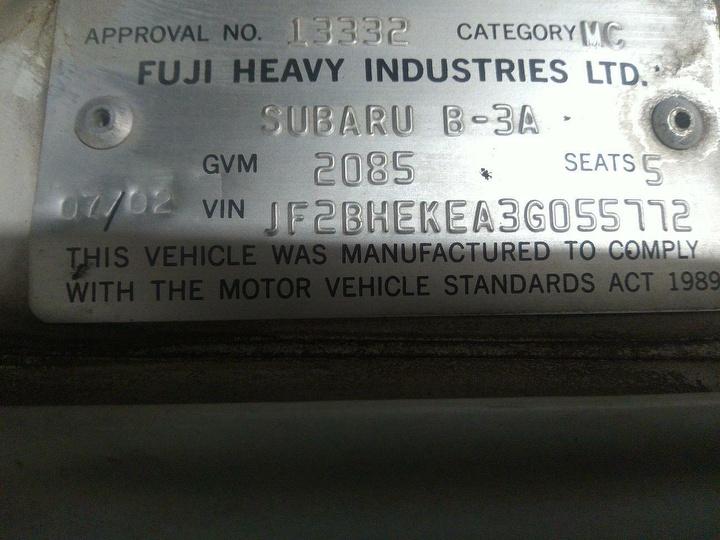 APPROVAL NO. 13332 CATEGORY MC
FUJI HEAVY INDUSTRIES LTD.
SUBARU B-3A
GVM 2085 SEATS 5
07/02 VIN JF2BHEKEA3G055772
THIS VEHICLE WAS MANUFACTURED TO COMPLY
WITH THE MOTOR VEHICLE STANDARDS ACT 1989